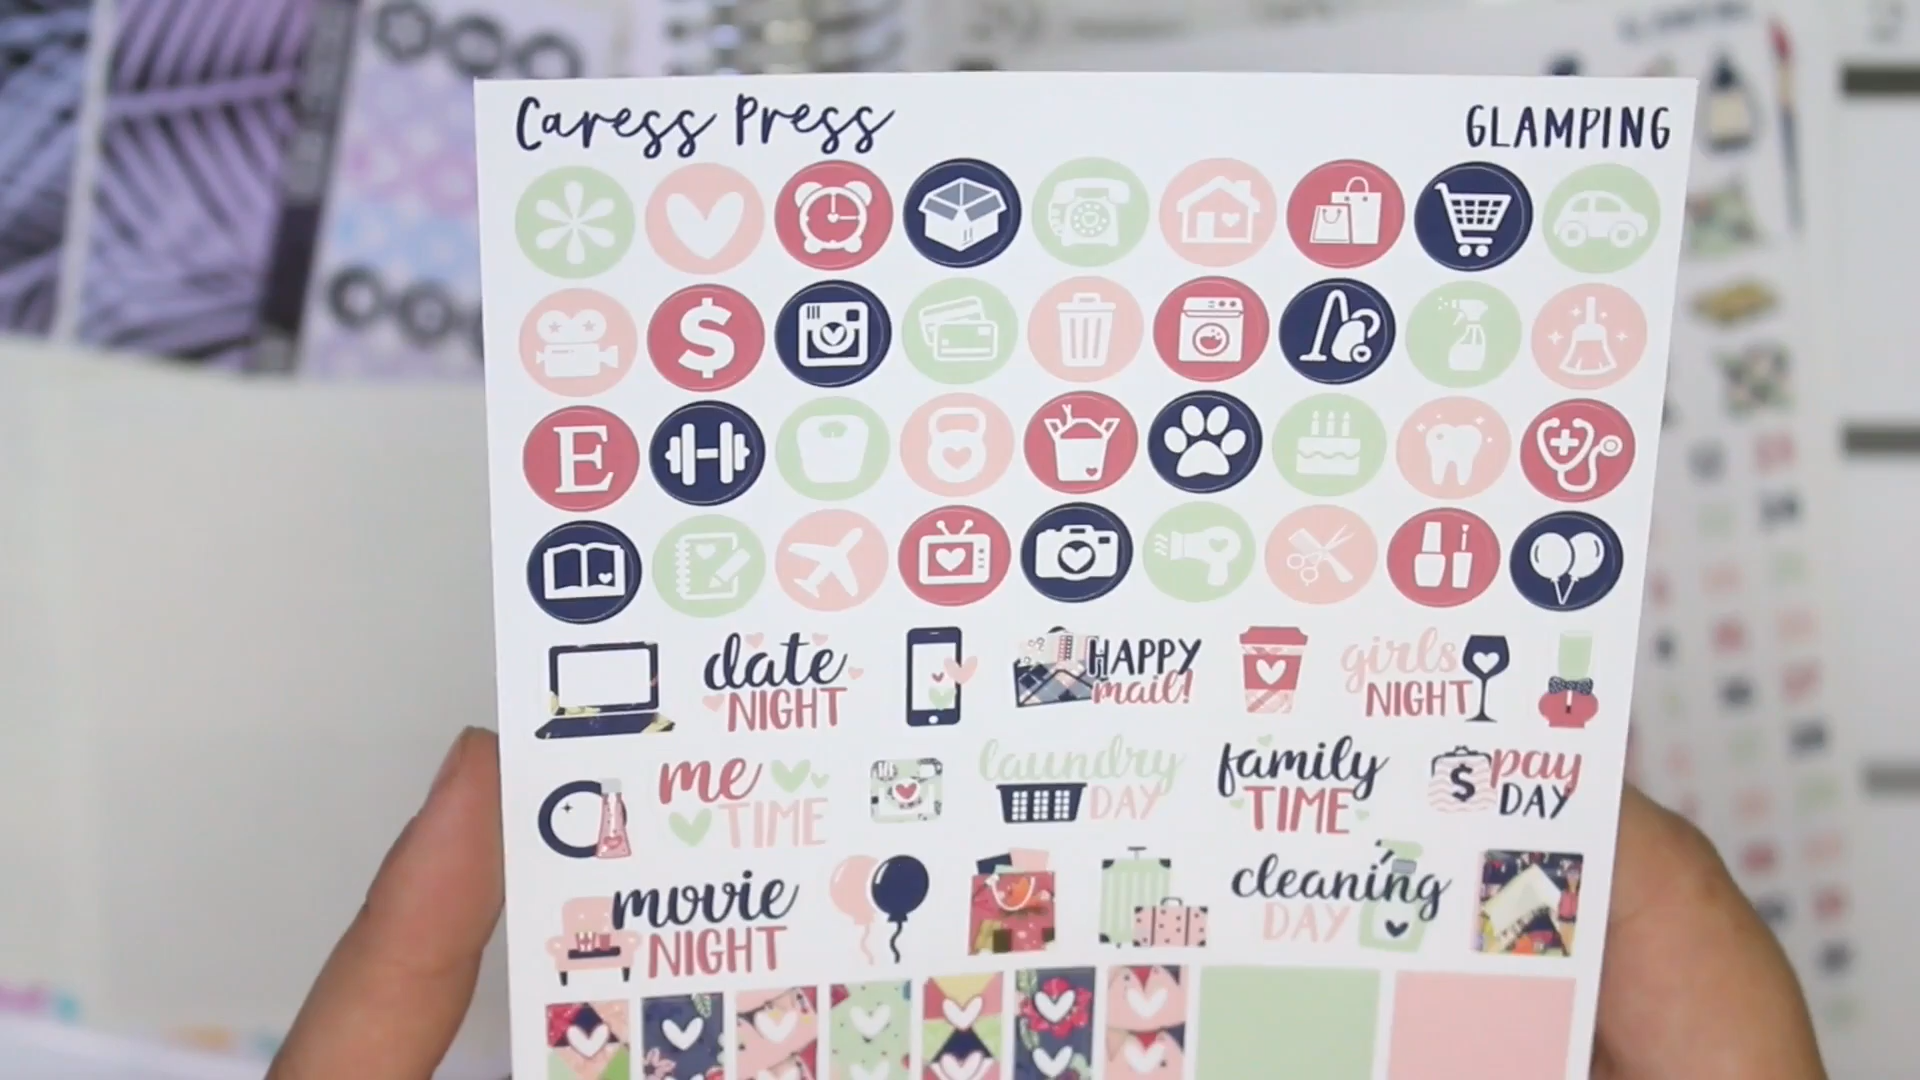 Caress Press
GLAMPING
$
E
date
NIGHT
HAPPY
mail!
girls
NIGHT
me
TIME
laundry
DAY
family
TIME
$
pay
DAY
movie
NIGHT
cleaning
DAY